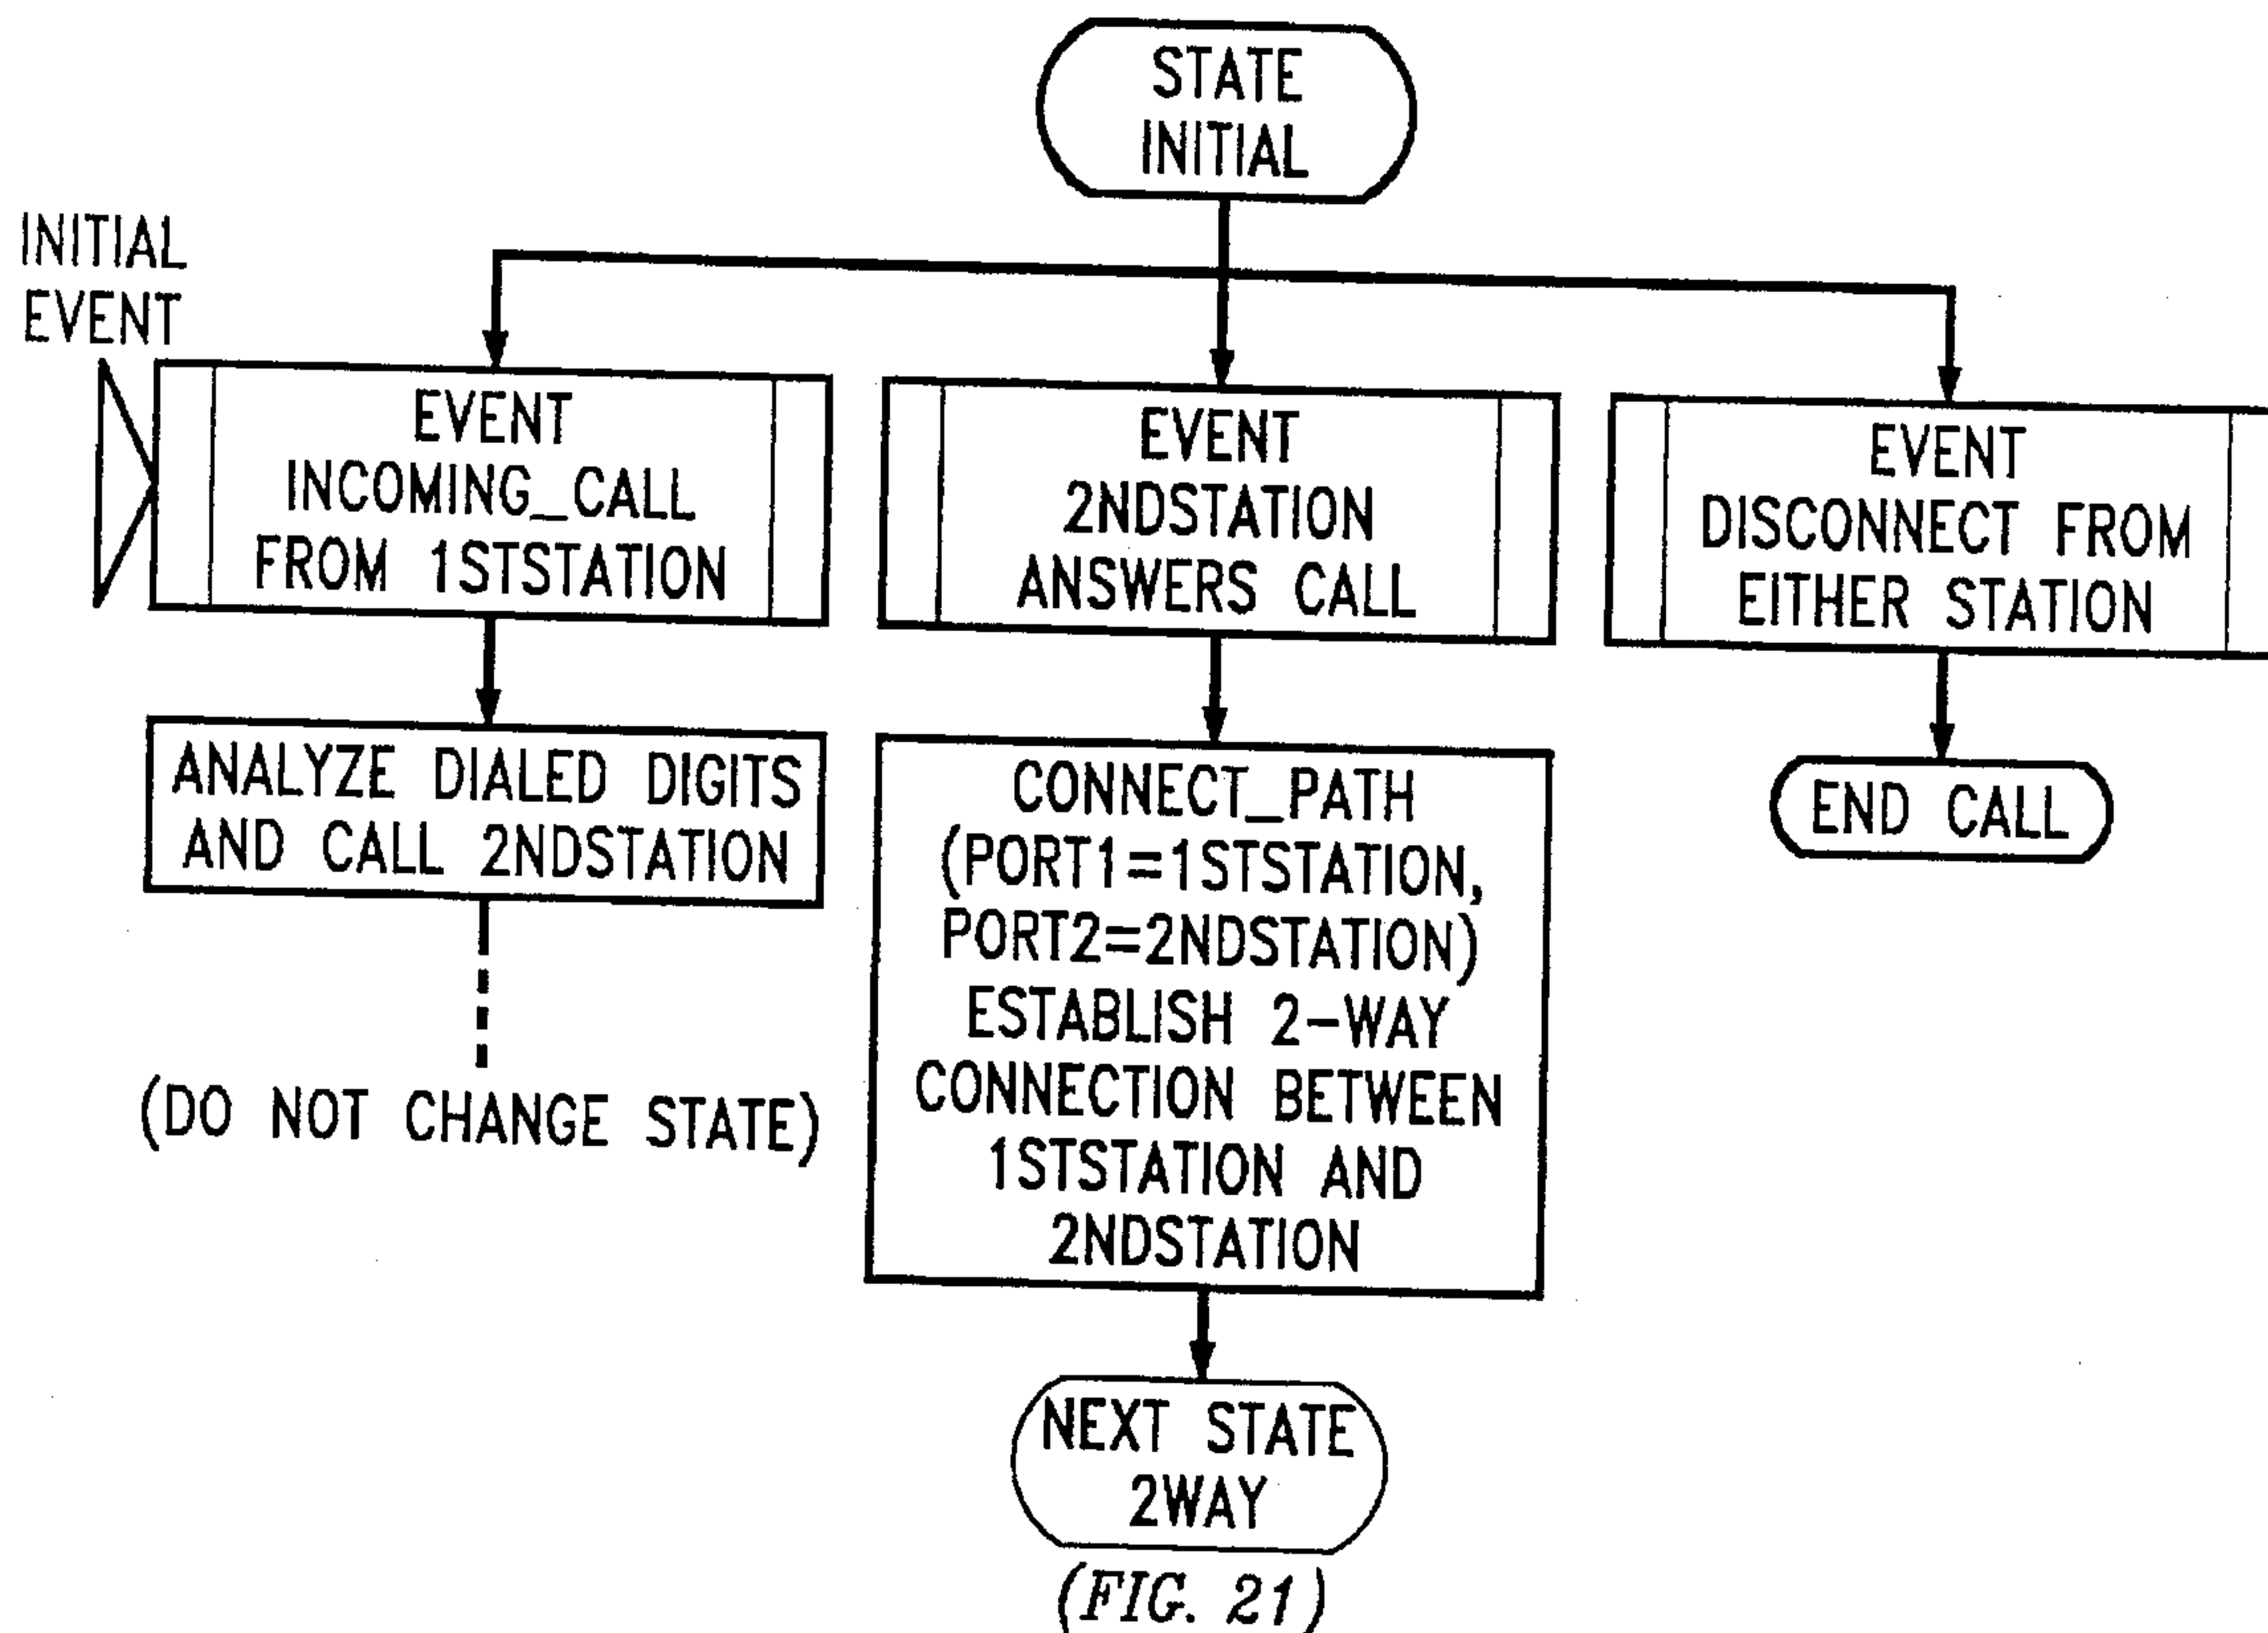 STATE
INITIAL
INITIAL
EVENT
EVENT
INCOMING_CALL
FROM 1STSTATION
EVENT
2NDSTATION
ANSWERS CALL
EVENT
DISCONNECT FROM
EITHER STATION
ANALYZE DIALED DIGITS
AND CALL 2NDSTATION
(DO NOT CHANGE STATE)
CONNECT_PATH
(PORT1=1STSTATION,
PORT2=2NDSTATION)
ESTABLISH 2-WAY
CONNECTION BETWEEN
1STSTATION AND
2NDSTATION
END CALL
NEXT STATE
2WAY
(FIG. 21)